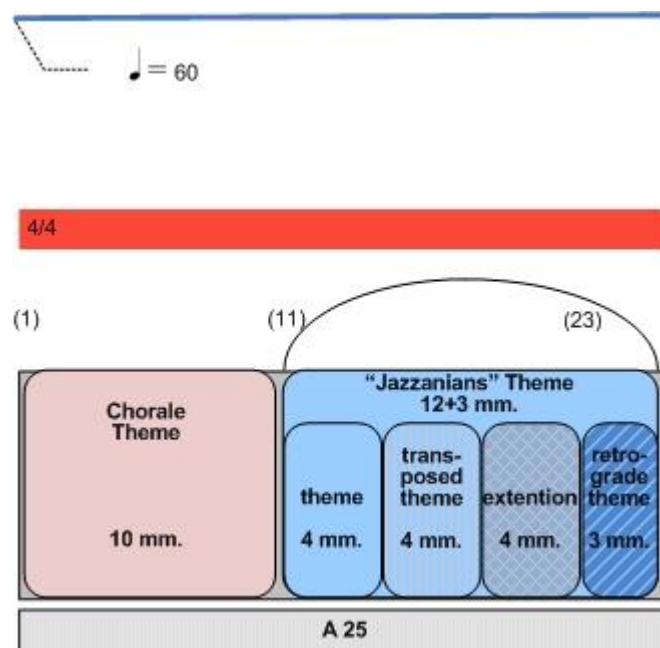 ♩ = 60
4/4
(1)
(11)
(23)
Chorale
Theme
10 mm.
“Jazzanians” Theme
12+3 mm.
theme
4 mm.
trans-
posed
theme
4 mm.
extention
4 mm.
retro-
grade
theme
3 mm.
A 25